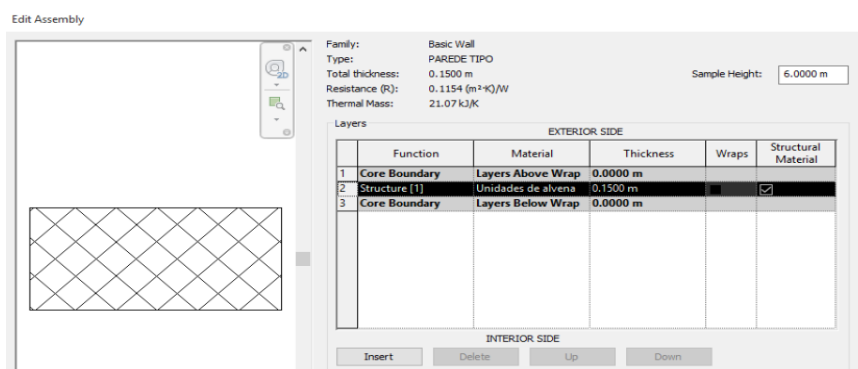 Edit Assembly
2D
Family: Basic Wall
Type: PAREDE TIPO
Total thickness: 0.1500 m Sample Height: 6.0000 m
Resistance (R): 0.1154 (m²·K)/W
Thermal Mass: 21.07 kJ/K
Layers
EXTERIOR SIDE
Function Material Thickness Wraps Structural Material
1 Core Boundary Layers Above Wrap 0.0000 m
2 Structure [1] Unidades de alvena 0.1500 m
3 Core Boundary Layers Below Wrap 0.0000 m
INTERIOR SIDE
Insert Delete Up Down